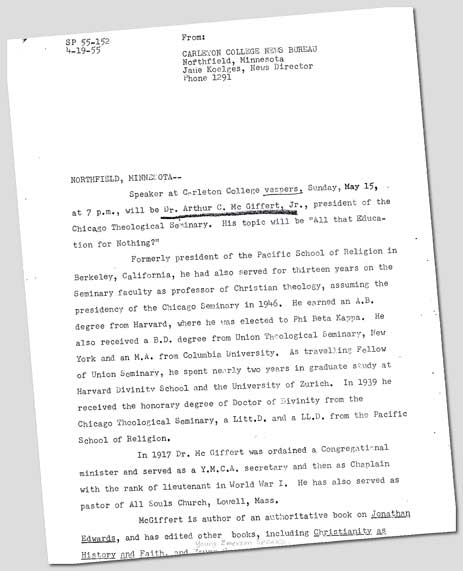 SP 55-152
4-19-55
From:
CARLETON COLLEGE NEWS BUREAU
Northfield, Minnesota
Jane Koelges, News Director
Phone 1291
NORTHFIELD, MINNESOTA--
Speaker at Carleton College vespers, Sunday, May 15,
at 7 p.m., will be Dr. Arthur C. Mc Giffert, Jr., president of the
Chicago Theological Seminary. His topic will be "All that Educa-
tion for Nothing?"
Formerly president of the Pacific School of Religion in
Berkeley, California, he had also served for thirteen years on the
Seminary faculty as professor of Christian theology, assuming the
presidency of the Chicago Seminary in 1946. He earned an A.B.
degree from Harvard, where he was elected to Phi Beta Kappa. He
also received a B.D. degree from Union Theological Seminary, New
York and an M.A. from Columbia University. As travelling Fellow
of Union Seminary, he spent nearly two years in graduate study at
Harvard Divinity School and the University of Zurich. In 1939 he
received the honorary degree of Doctor of Divinity from the
Chicago Theological Seminary, a Litt.D. and a LL.D. from the Pacific
School of Religion.
In 1917 Dr. Mc Giffert was ordained a Congregational
minister and served as a Y.M.C.A. secretary and then as Chaplain
with the rank of lieutenant in World War I. He has also served as
pastor of All Souls Church, Lowell, Mass.
McGiffert is author of an authoritative book on Jonathan
Edwards, and has edited other books, including Christianity as
History and Faith, and Young
Young Emerson Speaks